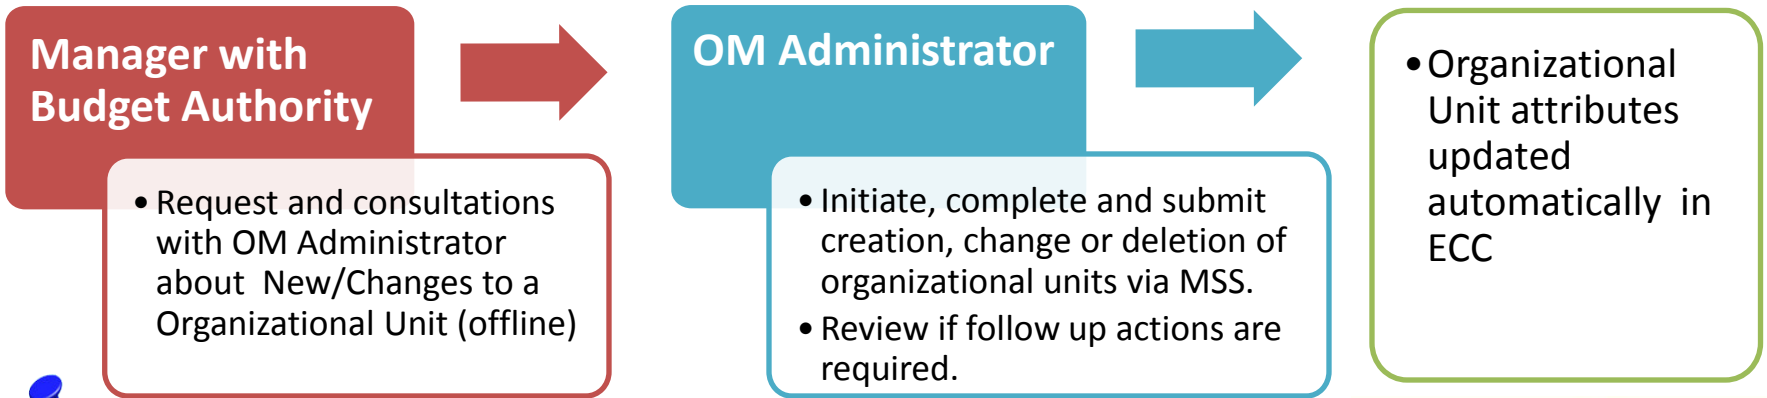 Manager with
Budget Authority
• Request and consultations
with OM Administrator
about  New/Changes to a
Organizational Unit (offline)
OM Administrator
• Initiate, complete and submit
creation, change or deletion of
organizational units via MSS.
• Review if follow up actions are
required.
• Organizational
Unit attributes
updated
automatically  in
ECC